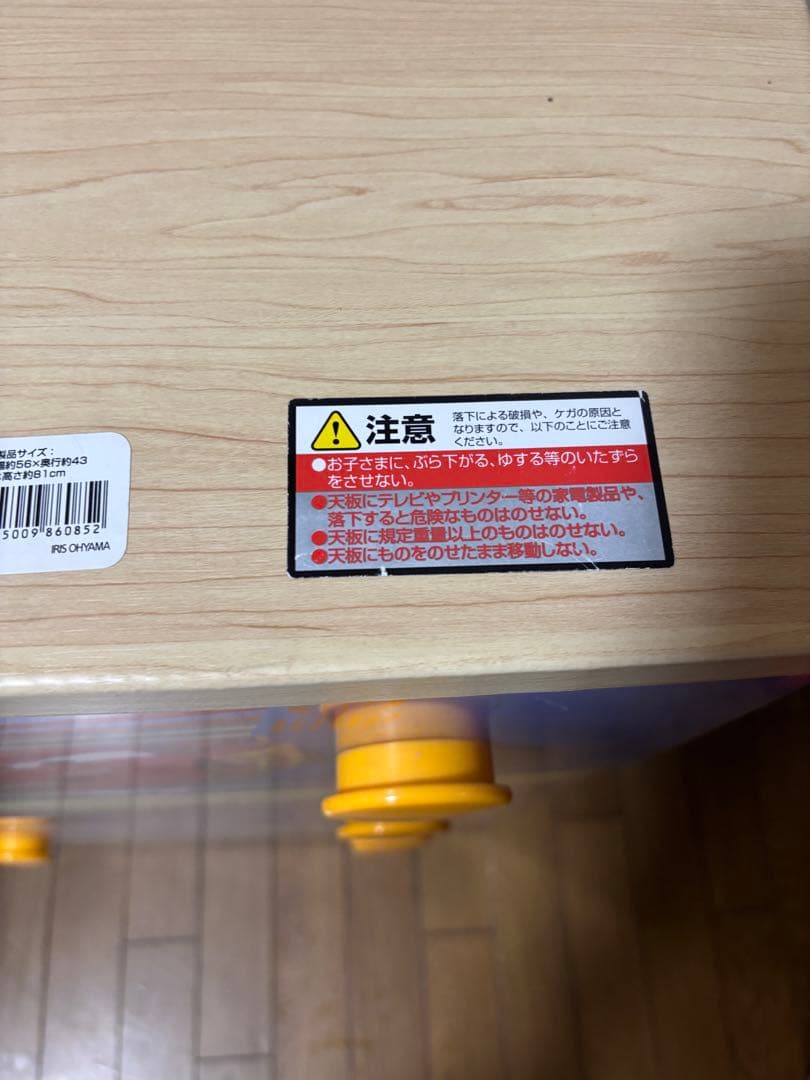 製品サイズ：
幅約56×奥行約43
高さ約81cm
5009 860852
IRIS OHYAMA
注意
落下による破損や、ケガの原因と
なりますので、以下のことにご注意
ください。
●お子さまに、ぶら下がる、ゆする等のいたずら
をさせない。
●天板にテレビやプリンター等の家電製品や、
落下すると危険なものはのせない。
●天板に規定重量以上のものはのせない。
●天板にものをのせたまま移動しない。